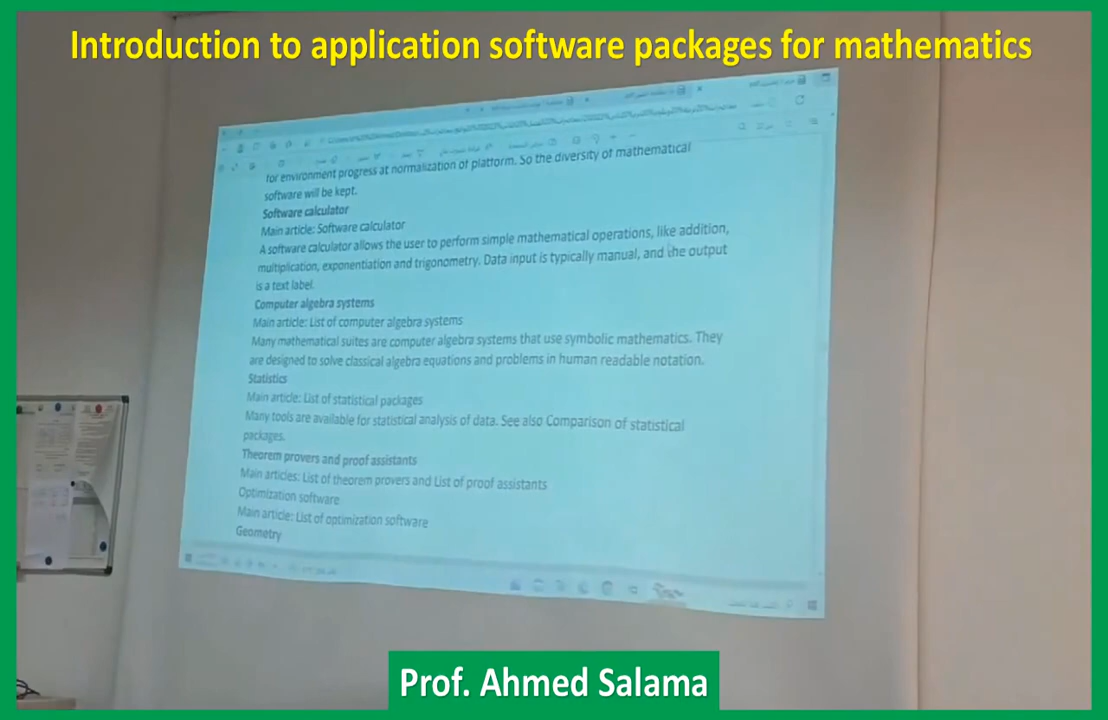 Introduction to application software packages for mathematics
for environment progress at normalization of platform. So the diversity of mathematical
software will be kept.
Software calculator
Main article: Software calculator
A software calculator allows the user to perform simple mathematical operations, like addition,
multiplication, exponentiation and trigonometry. Data input is typically manual, and the output
is a text label.
Computer algebra systems
Main article: List of computer algebra systems
Many mathematical suites are computer algebra systems that use symbolic mathematics. They
are designed to solve classical algebra equations and problems in human readable notation.
Statistics
Main article: List of statistical packages
Many tools are available for statistical analysis of data. See also Comparison of statistical
packages.
Theorem provers and proof assistants
Main articles: List of theorem provers and List of proof assistants
Optimization software
Main article: List of optimization software
Geometry
Prof. Ahmed Salama